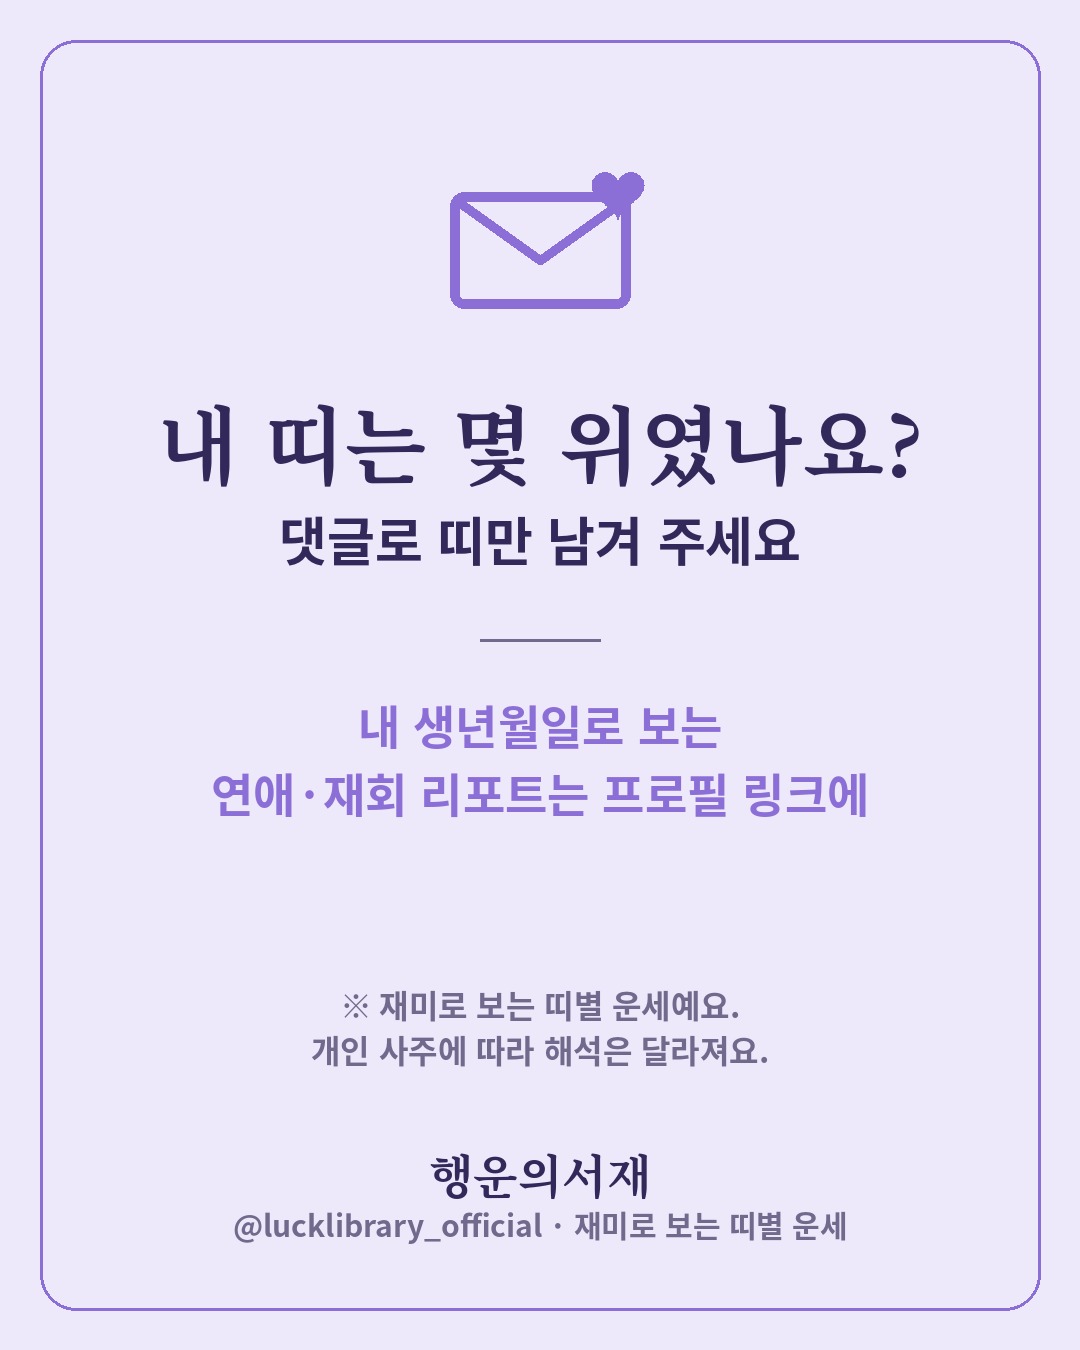 내 띠는 몇 위였나요?
댓글로 띠만 남겨 주세요
내 생년월일로 보는
연애·재회 리포트는 프로필 링크에
※ 재미로 보는 띠별 운세예요.
개인 사주에 따라 해석은 달라져요.
행운의서재
@lucklibrary_official · 재미로 보는 띠별 운세